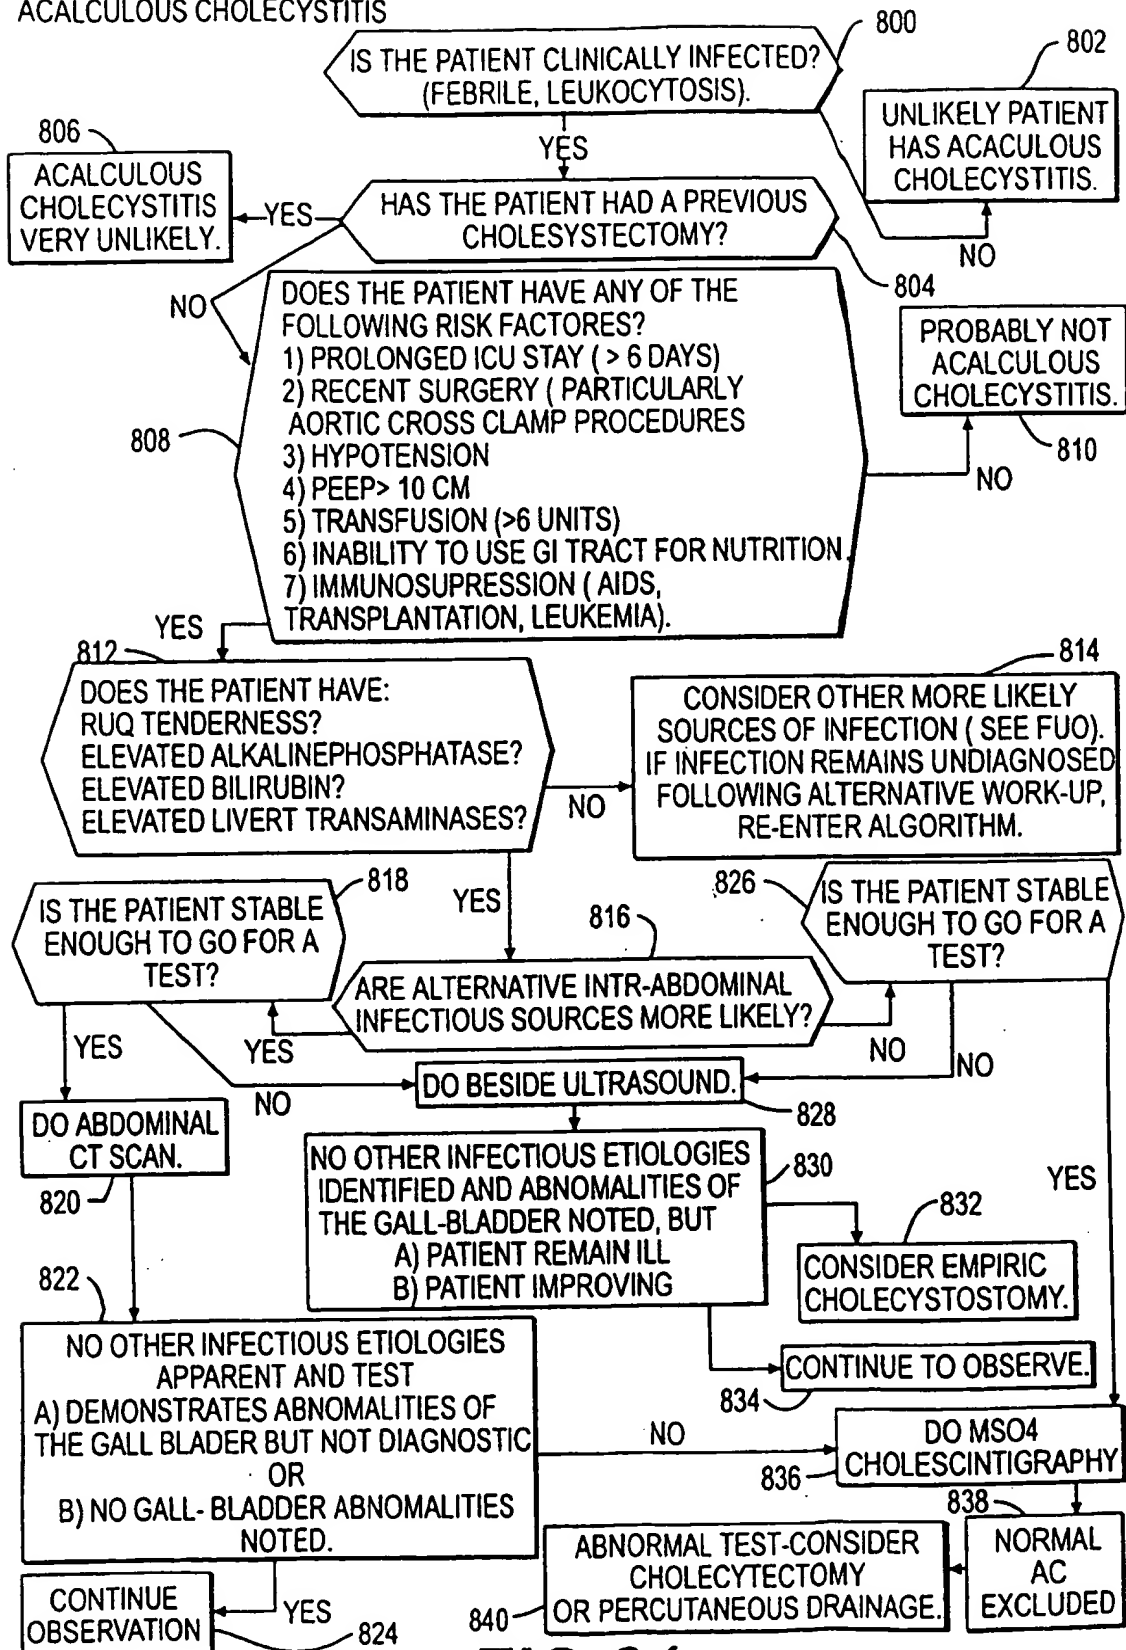 ACALCULOUS CHOLECYSTITIS
800
IS THE PATIENT CLINICALLY INFECTED?
(FEBRILE, LEUKOCYTOSIS).
802
UNLIKELY PATIENT
HAS ACACULOUS
CHOLECYSTITIS.
YES
NO
806
ACALCULOUS
CHOLECYSTITIS
VERY UNLIKELY.
YES
HAS THE PATIENT HAD A PREVIOUS
CHOLESYSTECTOMY?
804
NO
DOES THE PATIENT HAVE ANY OF THE
FOLLOWING RISK FACTORES?
1) PROLONGED ICU STAY ( > 6 DAYS)
2) RECENT SURGERY ( PARTICULARLY
AORTIC CROSS CLAMP PROCEDURES
3) HYPOTENSION
4) PEEP> 10 CM
5) TRANSFUSION (>6 UNITS)
6) INABILITY TO USE GI TRACT FOR NUTRITION.
7) IMMUNOSUPRESSION ( AIDS,
TRANSPLANTATION, LEUKEMIA).
808
PROBABLY NOT
ACALCULOUS
CHOLECYSTITIS.
810
NO
YES
812
DOES THE PATIENT HAVE:
RUQ TENDERNESS?
ELEVATED ALKALINEPHOSPHATASE?
ELEVATED BILIRUBIN?
ELEVATED LIVERT TRANSAMINASES?
NO
814
CONSIDER OTHER MORE LIKELY
SOURCES OF INFECTION ( SEE FUO).
IF INFECTION REMAINS UNDIAGNOSED
FOLLOWING ALTERNATIVE WORK-UP,
RE-ENTER ALGORITHM.
YES
818
IS THE PATIENT STABLE
ENOUGH TO GO FOR A
TEST?
816
ARE ALTERNATIVE INTR-ABDOMINAL
INFECTIOUS SOURCES MORE LIKELY?
826
IS THE PATIENT STABLE
ENOUGH TO GO FOR A
TEST?
YES
YES
NO
NO
NO
DO BESIDE ULTRASOUND.
828
DO ABDOMINAL
CT SCAN.
820
NO OTHER INFECTIOUS ETIOLOGIES
IDENTIFIED AND ABNOMALITIES OF
THE GALL-BLADDER NOTED, BUT
A) PATIENT REMAIN ILL
B) PATIENT IMPROVING
830
YES
832
CONSIDER EMPIRIC
CHOLECYSTOSTOMY.
822
NO OTHER INFECTIOUS ETIOLOGIES
APPARENT AND TEST
A) DEMONSTRATES ABNOMALITIES OF
THE GALL BLADER BUT NOT DIAGNOSTIC
OR
B) NO GALL- BLADDER ABNOMALITIES
NOTED.
CONTINUE TO OBSERVE.
834
NO
DO MSO4
CHOLESCINTIGRAPHY
836
838
NORMAL
AC
EXCLUDED
ABNORMAL TEST-CONSIDER
CHOLECYTECTOMY
OR PERCUTANEOUS DRAINAGE.
840
YES
CONTINUE
OBSERVATION
824